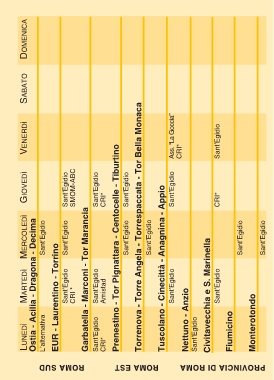 LUNEDÌ MARTEDÌ MERCOLEDÌ GIOVEDÌ VENERDÌ SABATO DOMENICA
ROMA SUD
Ostia - Acilia - Dragona - Decima
L'alternativa Sant'Egidio
EUR - Laurentino - Torrino
Sant'Egidio Sant'Egidio
CRI* SMOM-ABC
Garbatella - Marconi - Tor Marancia
Sant'Egidio Sant'Egidio Sant'Egidio
CRI* Amistad CRI*
ROMA EST
Prenestino - Tor Pignattara - Centocelle - Tiburtino
Sant'Egidio Sant'Egidio Sant'Egidio
Torrenova - Torre Angela - Torrespaccata - Tor Bella Monaca
Sant'Egidio
Tuscolano - Cinecittà - Anagnina - Appio
Sant'Egidio Sant'Egidio Ass. "La Goccia"
CRI*
PROVINCIA ROMA
Nettuno - Anzio
Sant'Egidio
Civitavecchia e S. Marinella
CRI* Sant'Egidio
Fiumicino
Sant'Egidio
Monterotondo
Sant'Egidio